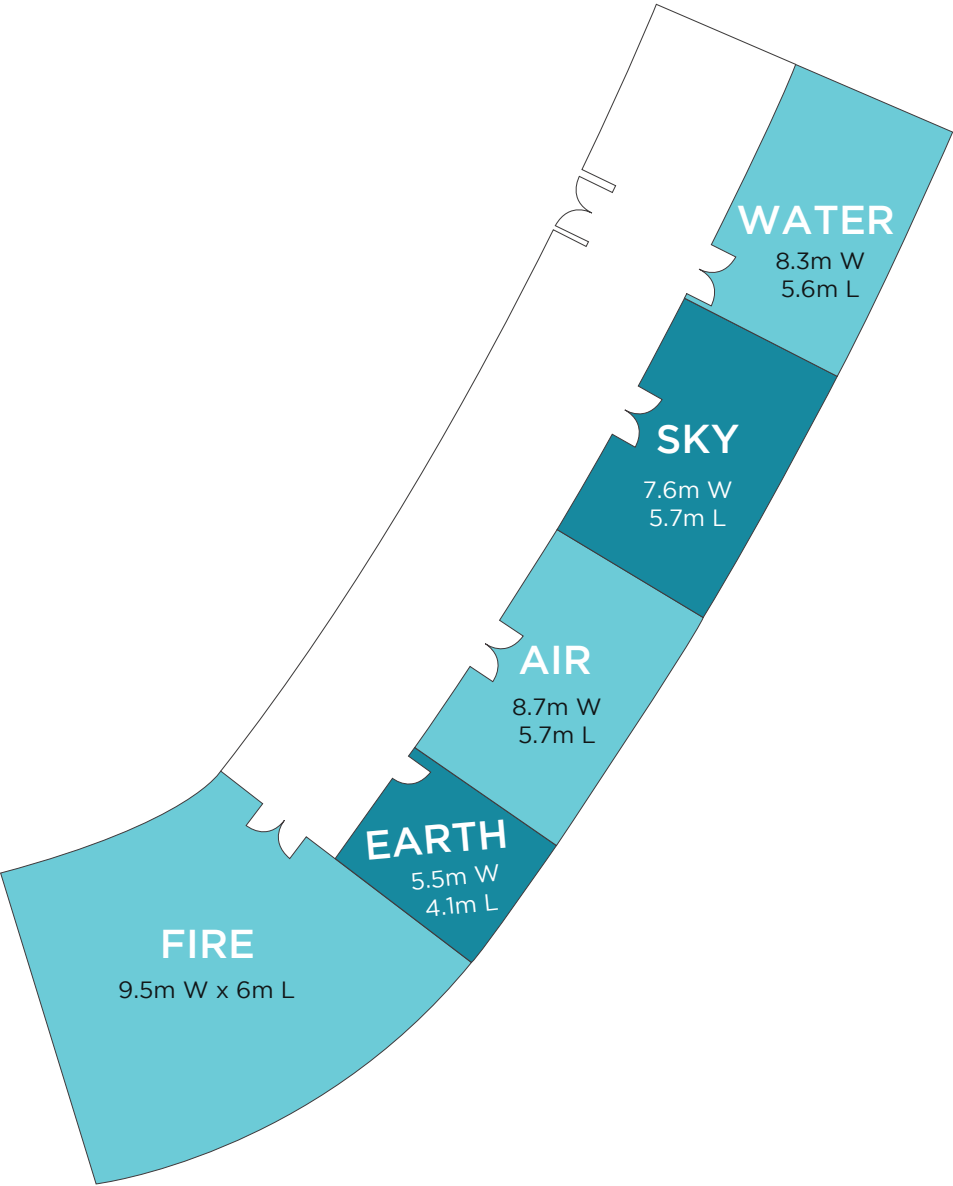 WATER
8.3m W
5.6m L
SKY
7.6m W
5.7m L
AIR
8.7m W
5.7m L
EARTH
5.5m W
4.1m L
FIRE
9.5m W x 6m L